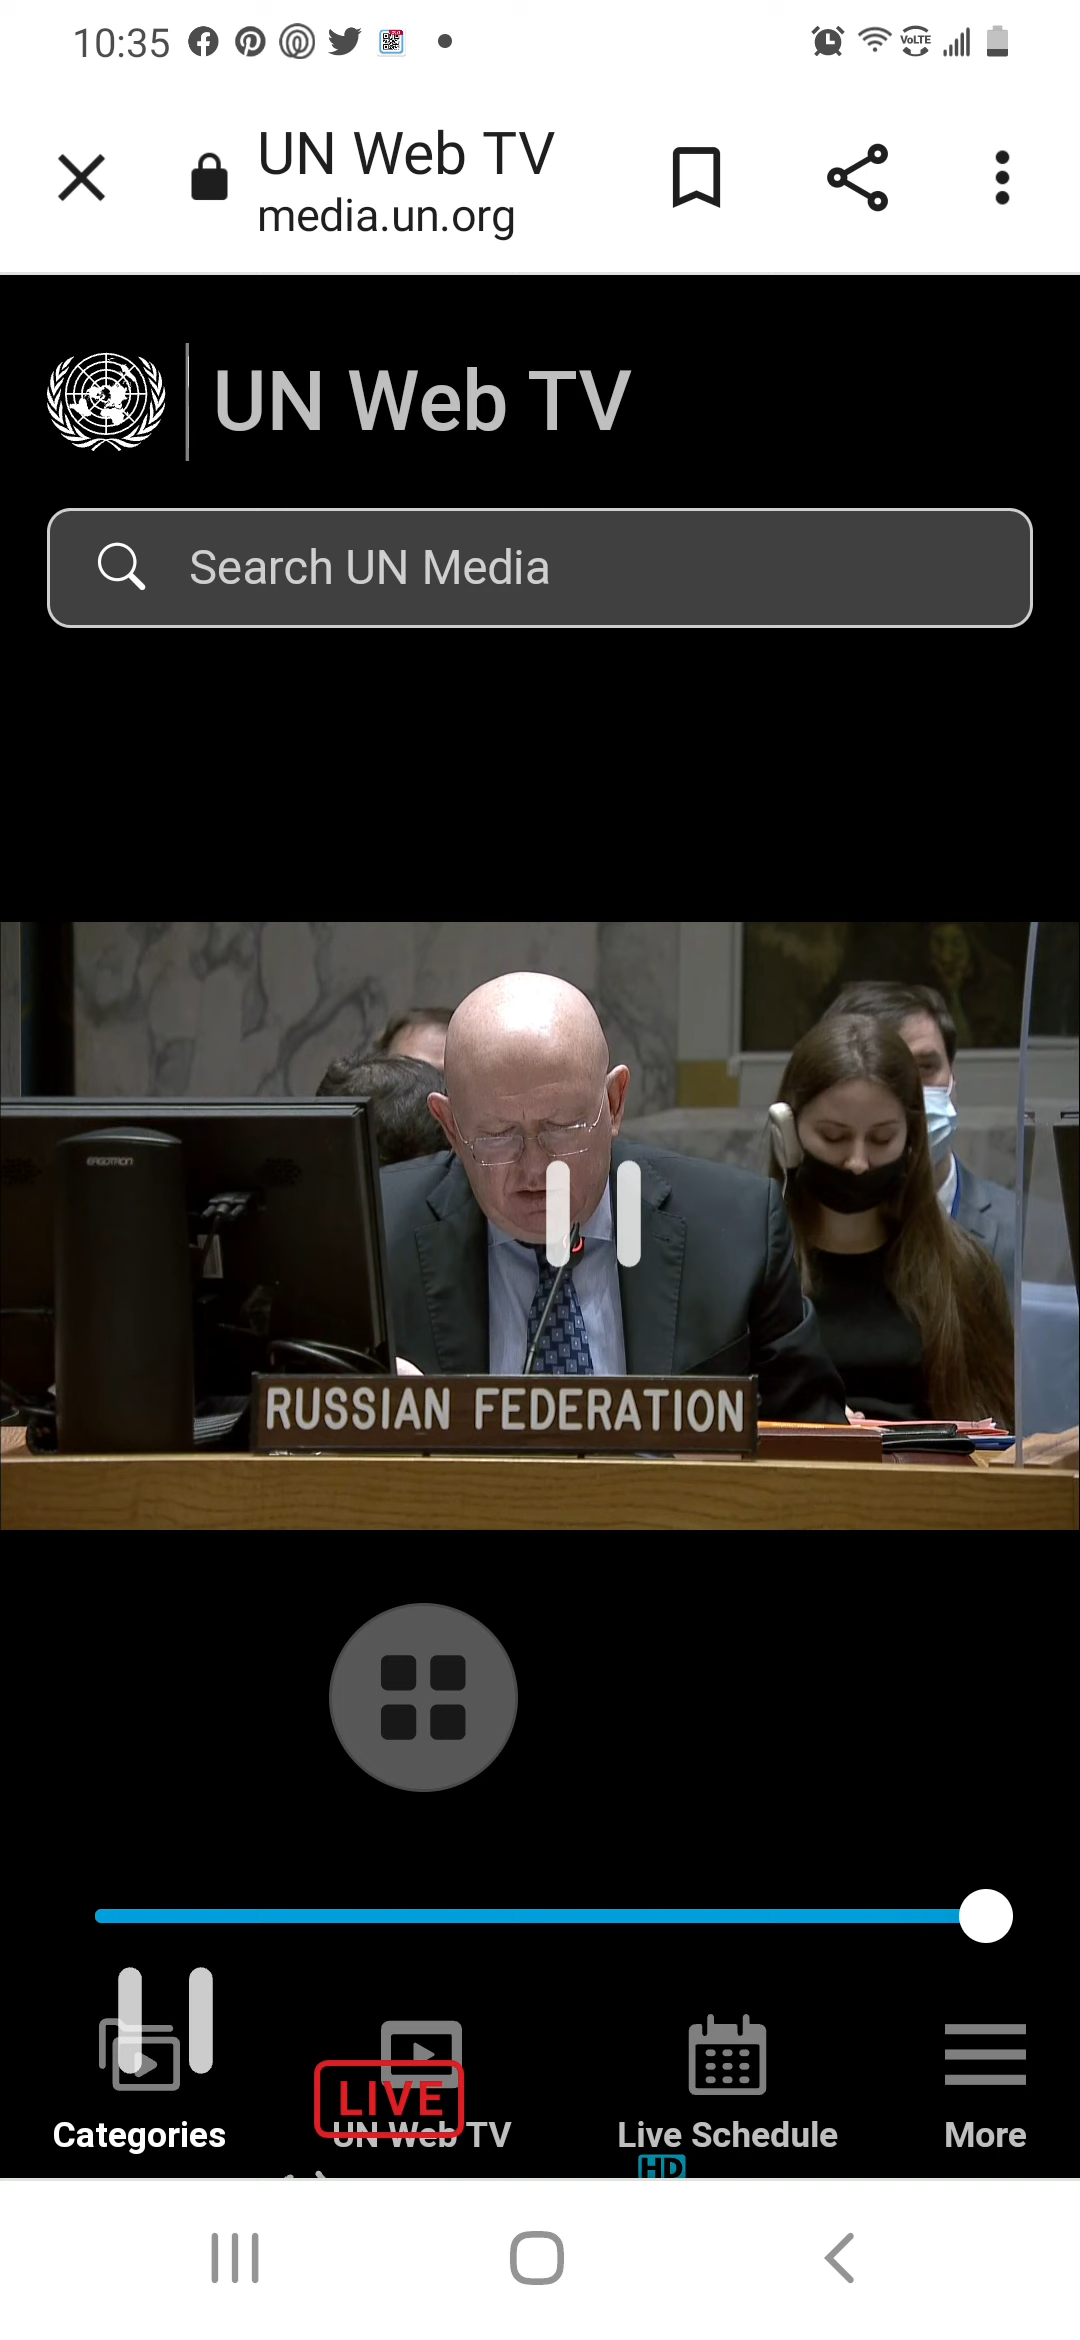 10:35
VoLTE
UN Web TV
media.un.org
UN Web TV
Search UN Media
ERGOTRON
RUSSIAN FEDERATION
LIVE
Categories
UN Web TV
Live Schedule
More
HD